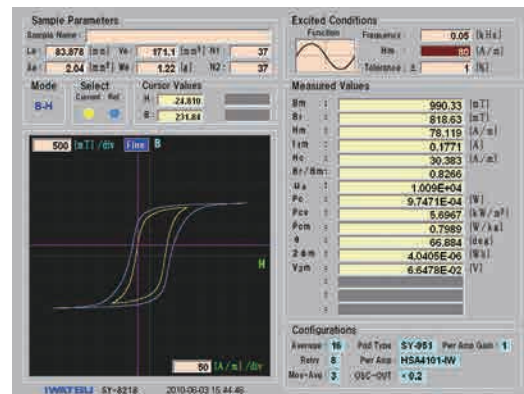 Sample Parameters
Sample Name :
Le : 83.878 [mm] Ve : 171.1 [mm³] N1 : 37
Ae : 2.04 [mm²] We : 1.22 [g] N2 : 37
Mode
B-H
Select
Current Ref
Cursor Values
H : -24.810
B : 231.84
500 [mT] /div Fine B
H
50 [A/m] /div
IWATSU SY-8218 2010-06-03 15:44:46
Excited Conditions
Function Frequency : 0.05 [kHz]
Hm : 80 [A/m]
Tolerance : ± 1 [%]
Measured Values
Bm : 990.33 [mT]
Br : 818.63 [mT]
Hm : 78.119 [A/m]
I1m : 0.1771 [A]
Hc : 30.383 [A/m]
Br/Bm: 0.8266
μa : 1.009E+04
Pc : 9.7471E-04 [W]
Pcv : 5.6967 [kW/m³]
Pcm : 0.7989 [W/kg]
θ : 66.884 [deg]
: 4.0405E-06
V2m : 6.6478E-02 [V]
Configurations
Average 16 Pod Type SY-951 Pwr Amp Gain : 1
Retry 8 Pwr Amp HSA4101-IW
Mov-Ave : 3 OSC-OUT < 0.2